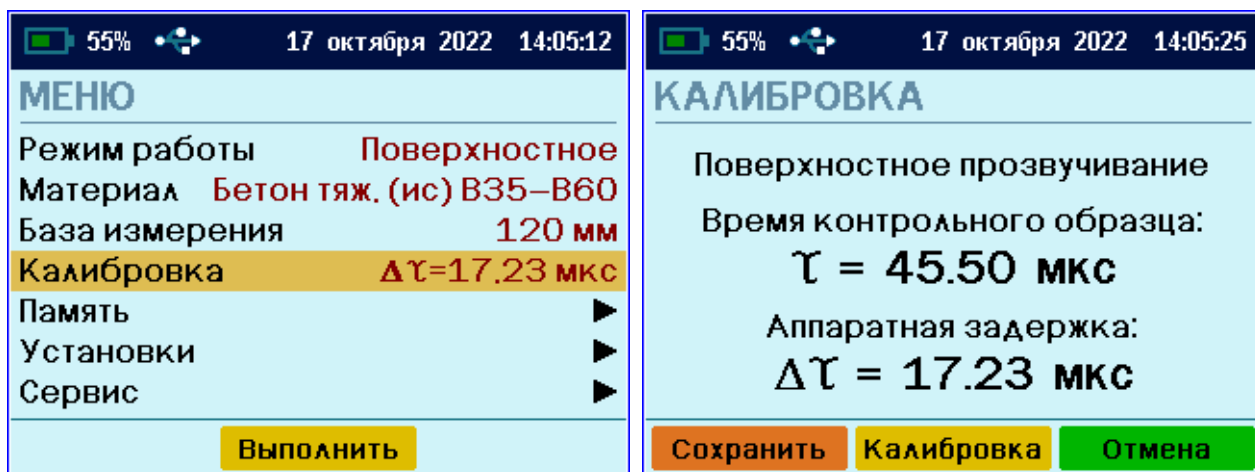 55% 17 октября 2022 14:05:12
МЕНЮ
Режим работы Поверхностное
Материал Бетон тяж. (ис) В35–В60
База измерения 120 мм
Калибровка Δτ=17.23 мкс
Память
Установки
Сервис
Выполнить
55% 17 октября 2022 14:05:25
КАЛИБРОВКА
Поверхностное прозвучивание
Время контрольного образца:
τ = 45.50 мкс
Аппаратная задержка:
Δτ = 17.23 мкс
Сохранить Калибровка Отмена